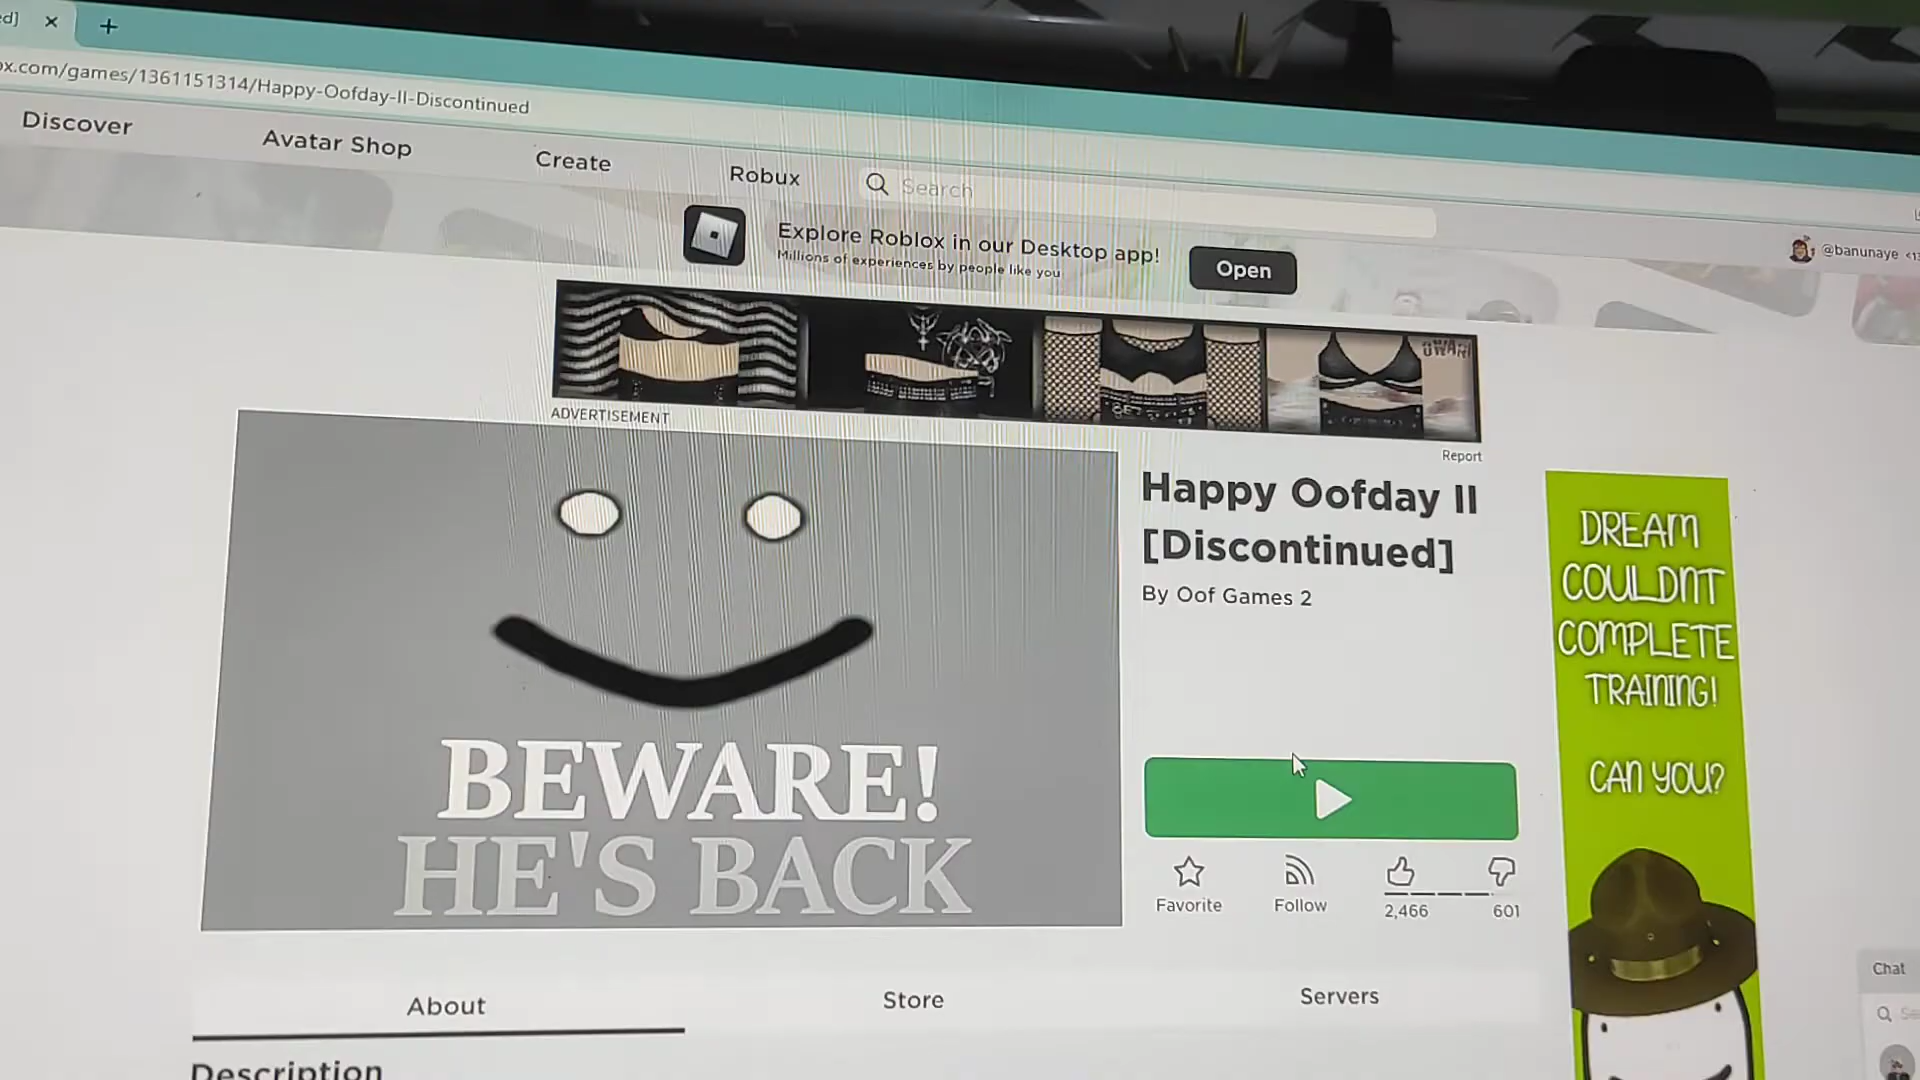 ed]
ox.com/games/1361151314/Happy-Oofday-II-Discontinued
Discover
Avatar Shop
Create
Robux
Search
@banunaye
Explore Roblox in our Desktop app!
Millions of experiences by people like you
Open
ADVERTISEMENT
Report
BEWARE!
HE'S BACK
Happy Oofday II
[Discontinued]
By Oof Games 2
Favorite
Follow
2,466
601
DREAM
COULDNT
COMPLETE
TRAINING!
CAN YOU?
Chat
About
Store
Servers
Description